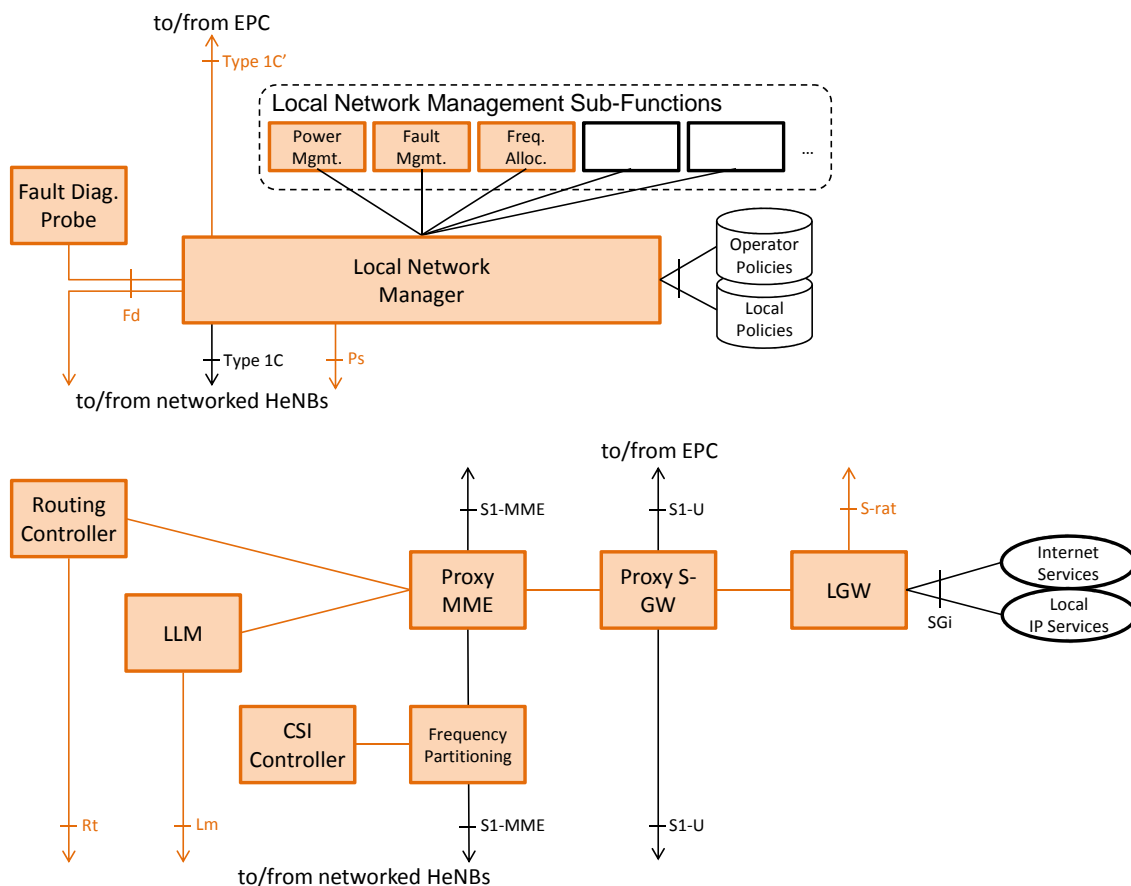 to/from EPC
Type 1C’
Local Network Management Sub-Functions
Power
Mgmt.
Fault
Mgmt.
Freq.
Alloc.
...
Fault Diag.
Probe
Local Network
Manager
Operator
Policies
Local
Policies
Fd
Type 1C
Ps
to/from networked HeNBs
to/from EPC
Routing
Controller
S1-MME
S1-U
S-rat
Proxy
MME
Proxy S-
GW
LGW
Internet
Services
Local
IP Services
SGi
LLM
CSI
Controller
Frequency
Partitioning
Rt
Lm
S1-MME
S1-U
to/from networked HeNBs